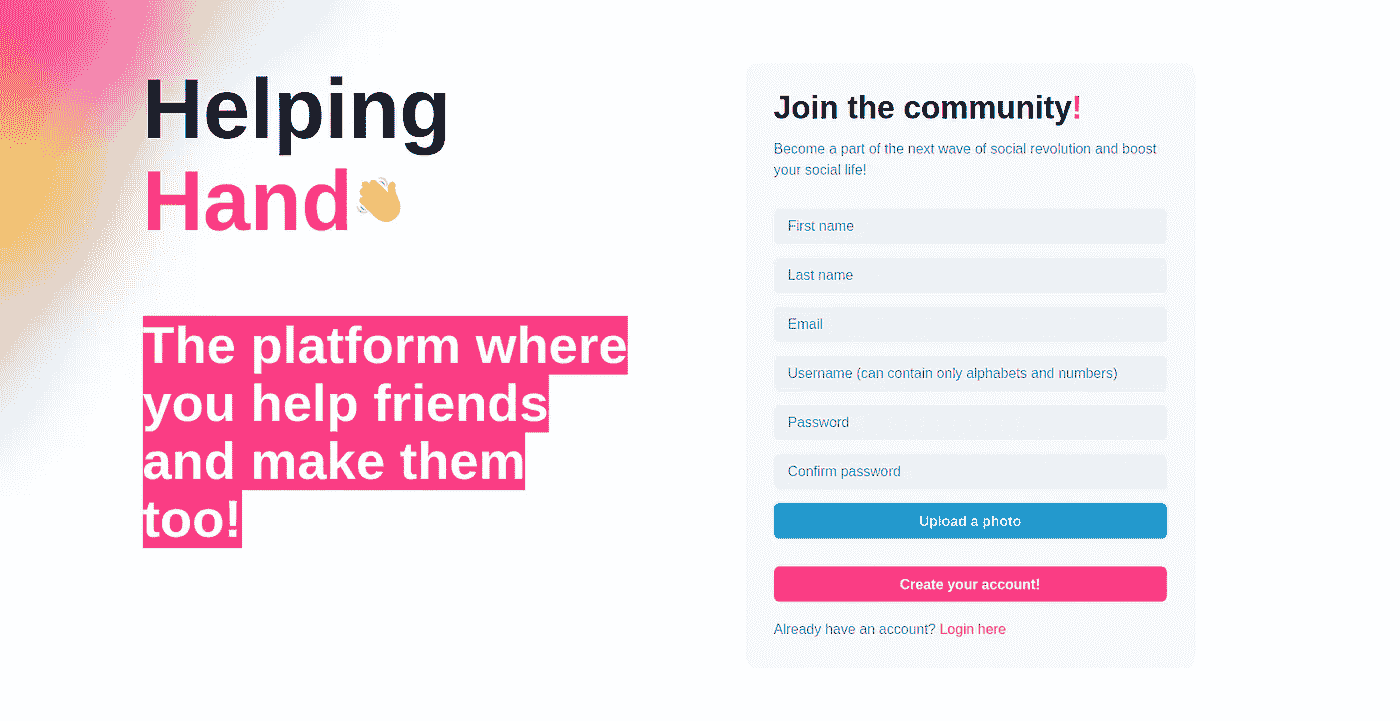 Helping
Hand
The platform where
you help friends
and make them
too!
Join the community!
Become a part of the next wave of social revolution and boost
your social life!
First name
Last name
Email
Username (can contain only alphabets and numbers)
Password
Confirm password
Upload a photo
Create your account!
Already have an account? Login here